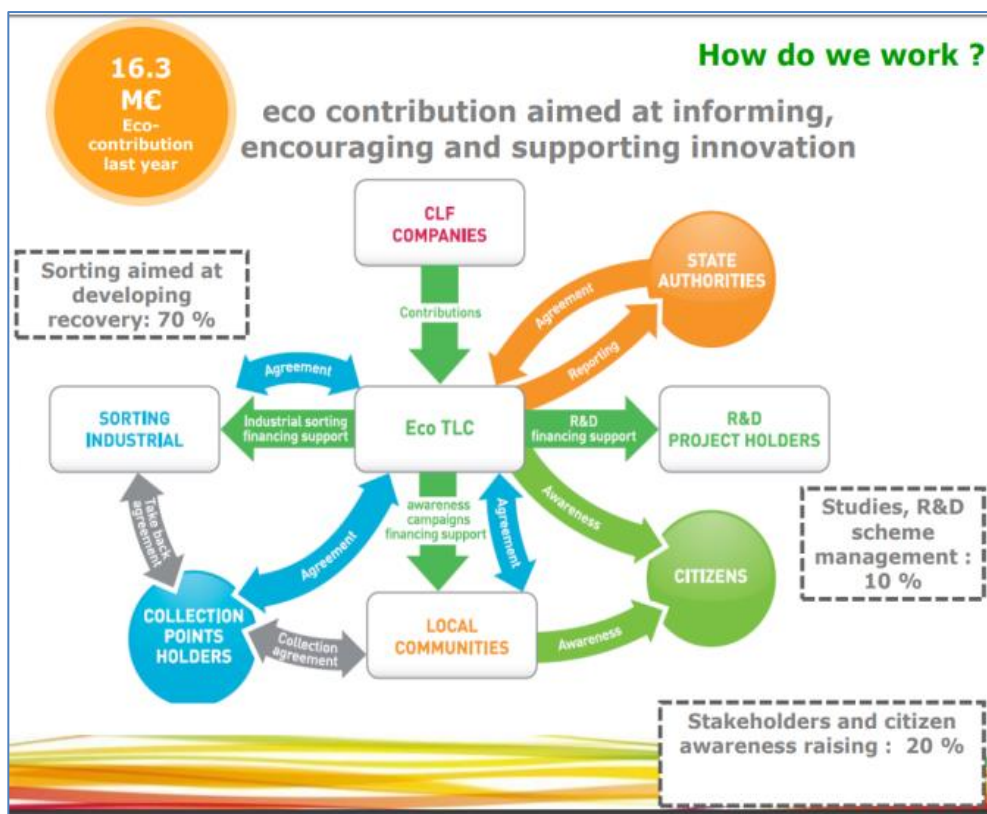 How do we work ?
16.3
M€
Eco-
contribution
last year
eco contribution aimed at informing,
encouraging and supporting innovation
CLF
COMPANIES
STATE
AUTHORITIES
Sorting aimed at
developing
recovery: 70 %
Contributions
Agreement
Reporting
Agreement
SORTING
INDUSTRIAL
Industrial sorting
financing support
Eco TLC
R&D
financing support
R&D
PROJECT HOLDERS
Take back
agreement
Agreement
awareness
campaigns
financing support
Agreement
Awareness
Studies, R&D
scheme
management :
10 %
CITIZENS
COLLECTION
POINTS
HOLDERS
Collection
agreement
LOCAL
COMMUNITIES
Awareness
Stakeholders and citizen
awareness raising : 20 %